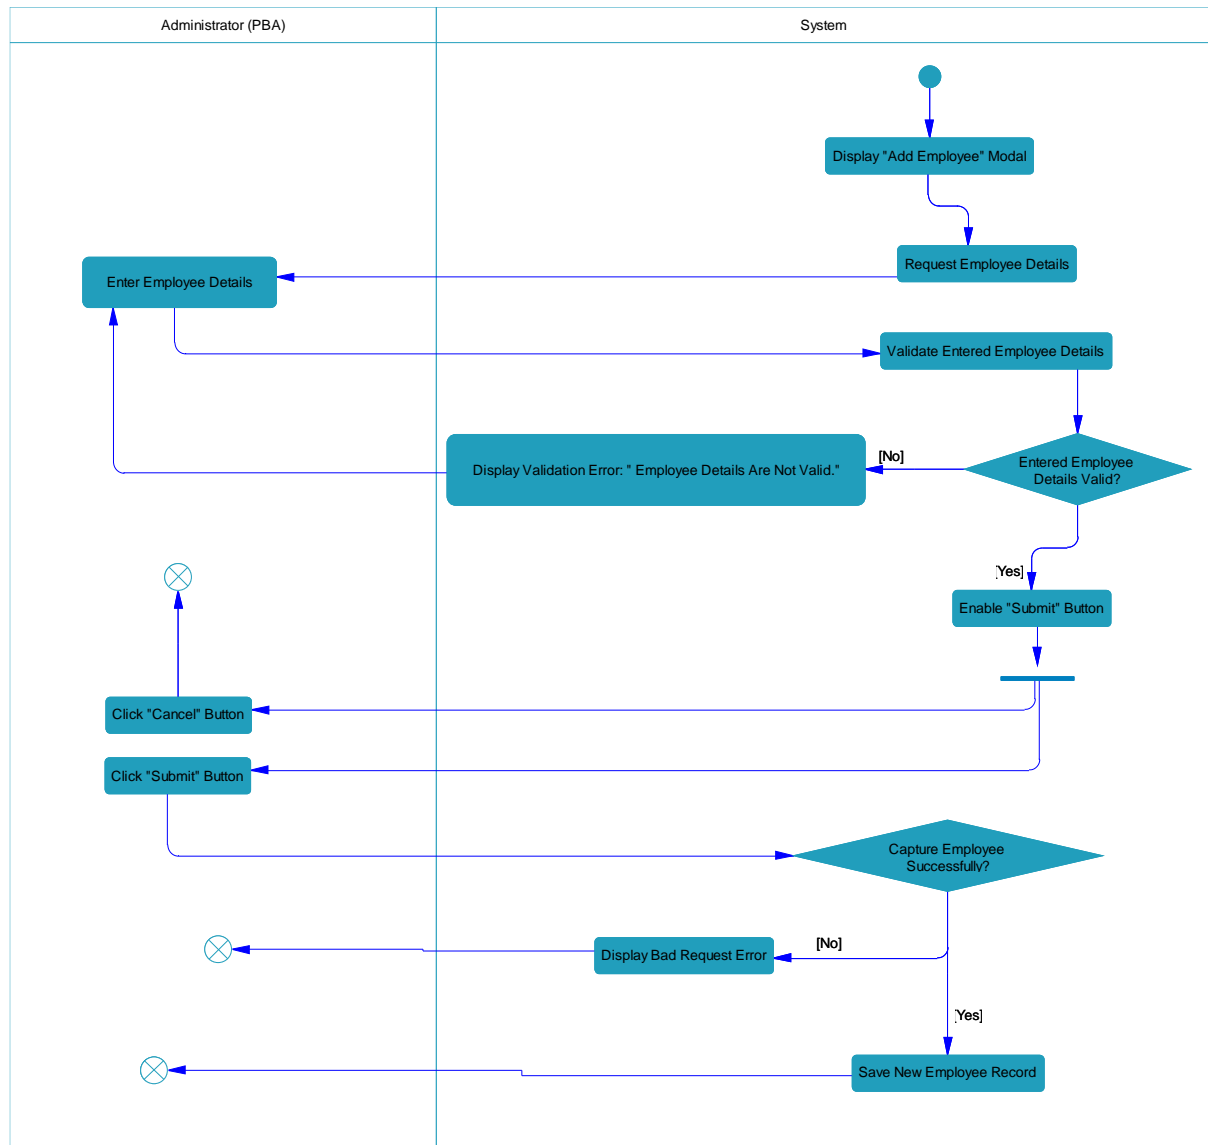 Administrator (PBA)
System
Display "Add Employee" Modal
Request Employee Details
Enter Employee Details
Validate Entered Employee Details
Entered Employee
Details Valid?
[No]
Display Validation Error: " Employee Details Are Not Valid."
[Yes]
Enable "Submit" Button
Click "Cancel" Button
Click "Submit" Button
Capture Employee
Successfully?
[No]
Display Bad Request Error
[Yes]
Save New Employee Record